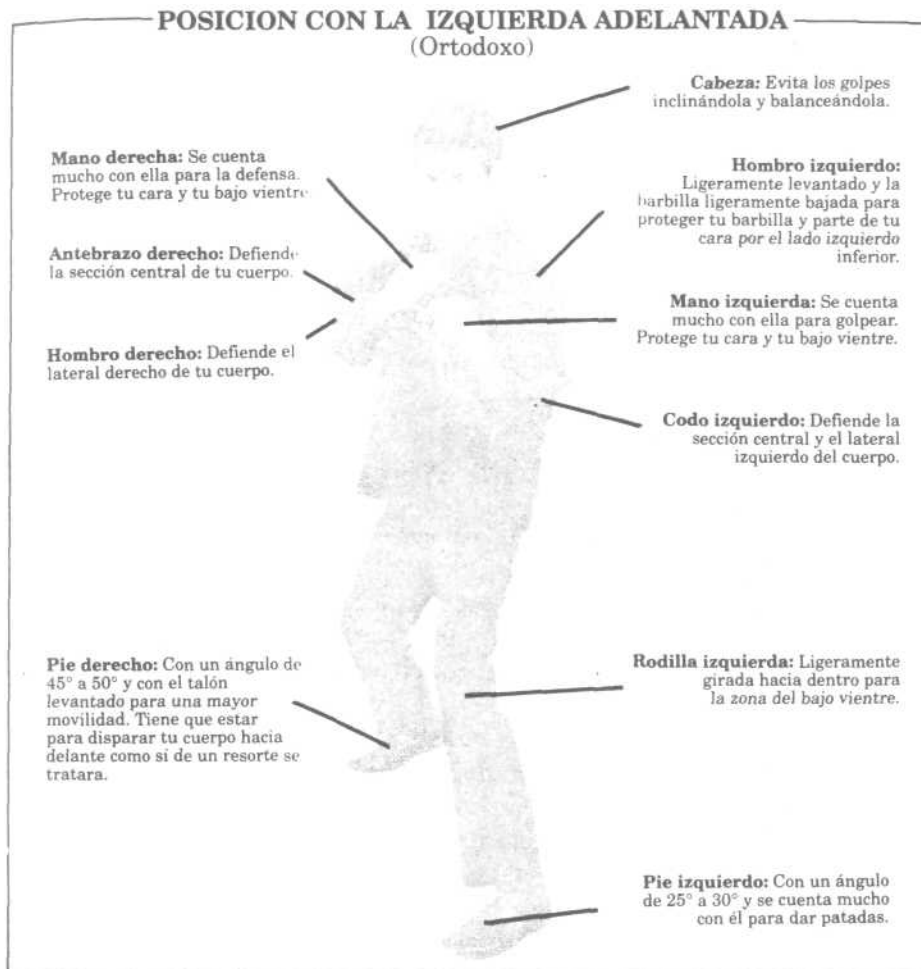 POSICION CON LA IZQUIERDA ADELANTADA
(Ortodoxo)
Cabeza: Evita los golpes
inclinándola y balanceándola.
Mano derecha: Se cuenta
mucho con ella para la defensa.
Protege tu cara y tu bajo vientre
Antebrazo derecho: Defiende
la sección central de tu cuerpo.
Hombro derecho: Defiende el
lateral derecho de tu cuerpo.
Hombro izquierdo:
Ligeramente levantado y la
barbilla ligeramente bajada para
proteger tu barbilla y parte de tu
cara por el lado izquierdo
inferior.
Mano izquierda: Se cuenta
mucho con ella para golpear.
Protege tu cara y tu bajo vientre.
Codo izquierdo: Defiende la
sección central y el lateral
izquierdo del cuerpo.
Pie derecho: Con un ángulo de
45° a 50° y con el talón
levantado para una mayor
movilidad. Tiene que estar
para disparar tu cuerpo hacia
delante como si de un resorte se
tratara.
Rodilla izquierda: Ligeramente
girada hacia dentro para
la zona del bajo vientre.
Pie izquierdo: Con un ángulo
de 25° a 30° y se cuenta mucho
con él para dar patadas.